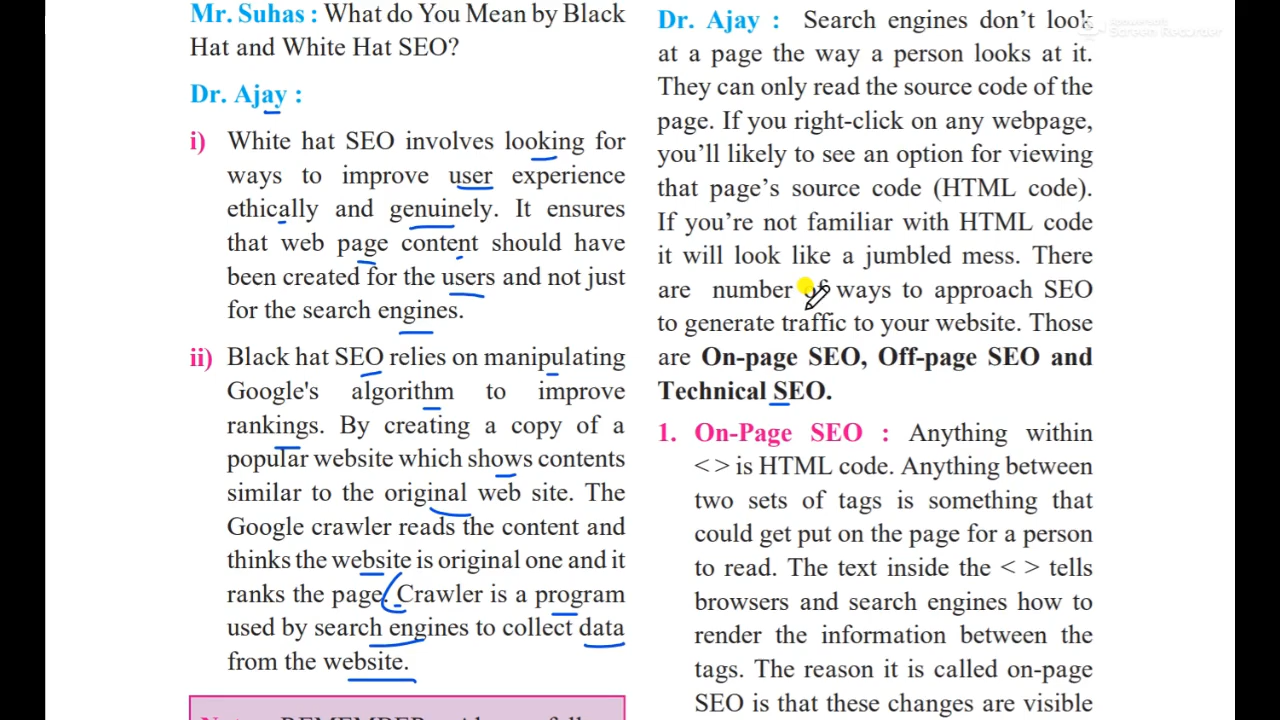 Mr. Suhas : What do You Mean by Black
Hat and White Hat SEO?
Dr. Ajay :
i) White hat SEO involves looking for
ways to improve user experience
ethically and genuinely. It ensures
that web page content should have
been created for the users and not just
for the search engines.
ii) Black hat SEO relies on manipulating
Google's algorithm to improve
rankings. By creating a copy of a
popular website which shows contents
similar to the original web site. The
Google crawler reads the content and
thinks the website is original one and it
ranks the page. Crawler is a program
used by search engines to collect data
from the website.
Dr. Ajay : Search engines don’t look
at a page the way a person looks at it.
They can only read the source code of the
page. If you right-click on any webpage,
you’ll likely to see an option for viewing
that page’s source code (HTML code).
If you’re not familiar with HTML code
it will look like a jumbled mess. There
are number of ways to approach SEO
to generate traffic to your website. Those
are On-page SEO, Off-page SEO and
Technical SEO.
1. On-Page SEO : Anything within
< > is HTML code. Anything between
two sets of tags is something that
could get put on the page for a person
to read. The text inside the < > tells
browsers and search engines how to
render the information between the
tags. The reason it is called on-page
SEO is that these changes are visible
Screen Recorder